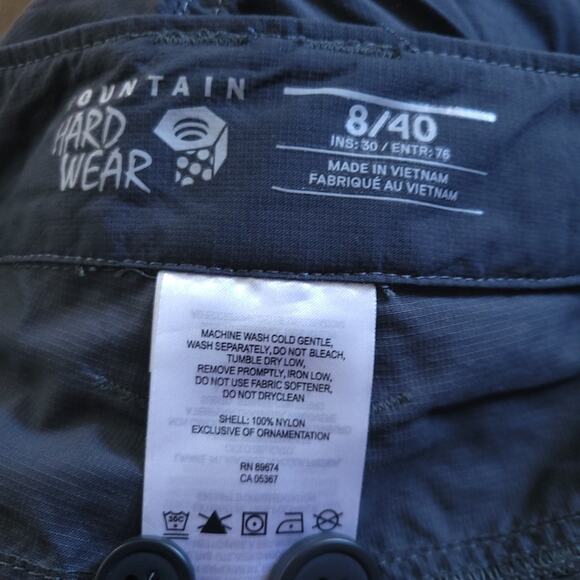 MOUNTAIN
HARD
WEAR
8/40
INS: 30 / ENTR: 76
MADE IN VIETNAM
FABRIQUÉ AU VIETNAM
MACHINE WASH COLD GENTLE,
WASH SEPARATELY, DO NOT BLEACH,
TUMBLE DRY LOW,
REMOVE PROMPTLY, IRON LOW,
DO NOT USE FABRIC SOFTENER,
DO NOT DRYCLEAN
SHELL: 100% NYLON
EXCLUSIVE OF ORNAMENTATION
RN 89674
CA 05367
30C